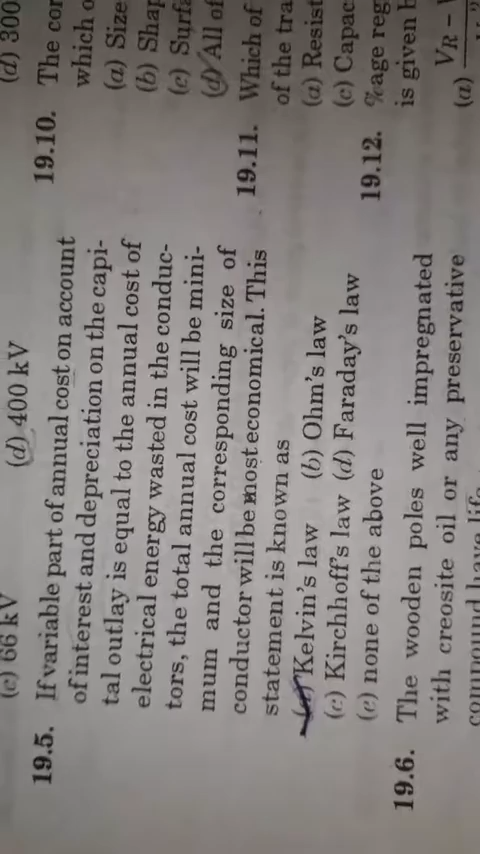 (c) 66 kV (d) 400 kV
19.5. If variable part of annual cost on account
of interest and depreciation on the capi-
tal outlay is equal to the annual cost of
electrical energy wasted in the conduc-
tors, the total annual cost will be mini-
mum and the corresponding size of
conductor will be most economical. This
statement is known as
(a) Kelvin's law (b) Ohm's law
(c) Kirchhoff's law (d) Faraday's law
(e) none of the above
19.6. The wooden poles well impregnated
with creosite oil or any preservative
compound have life
(d) 300
19.10. The cor
which o
(a) Size
(b) Shap
(c) Surfa
(d) All of
19.11. Which of
of the tra
(a) Resist
(c) Capac
19.12. %age reg
is given b
(a) VR -